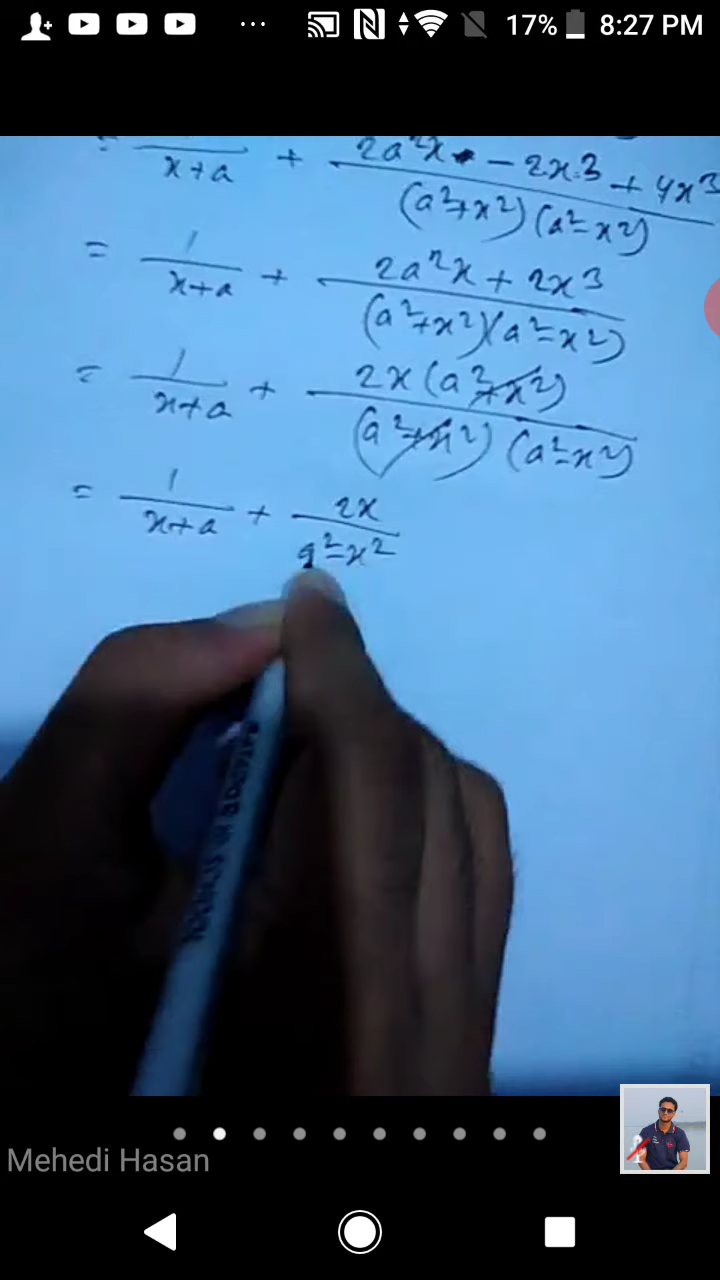 17% 8:27 PM
= 1/(x+a) + (2a²x - 2x³ + 4x³)/((a²+x²)(a²-x²))
= 1/(x+a) + (2a²x + 2x³)/((a²+x²)(a²-x²))
= 1/(x+a) + 2x(a²+x²)/((a²+x²)(a²-x²))
= 1/(x+a) + 2x/(a²-x²)
Mehedi Hasan